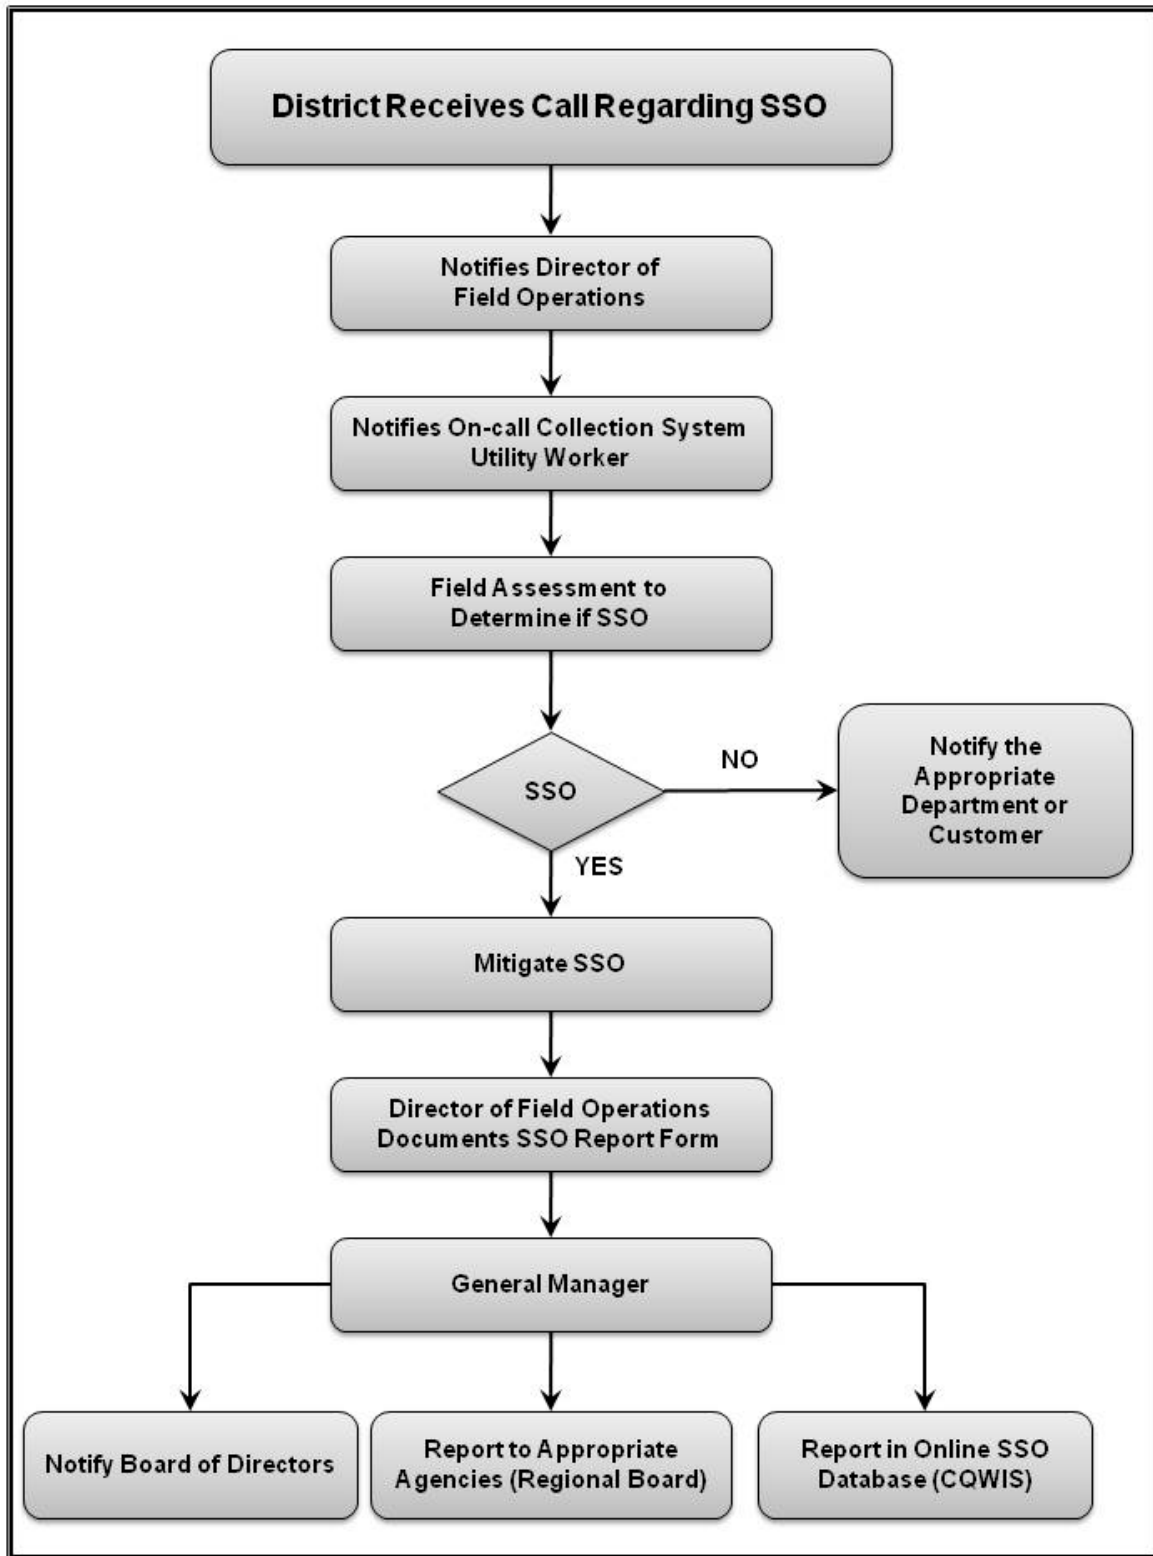 District Receives Call Regarding SSO
Notifies Director of
Field Operations
Notifies On-call Collection System
Utility Worker
Field Assessment to
Determine if SSO
SSO
NO
Notify the
Appropriate
Department or
Customer
YES
Mitigate SSO
Director of Field Operations
Documents SSO Report Form
General Manager
Notify Board of Directors
Report to Appropriate
Agencies (Regional Board)
Report in Online SSO
Database (CQWIS)